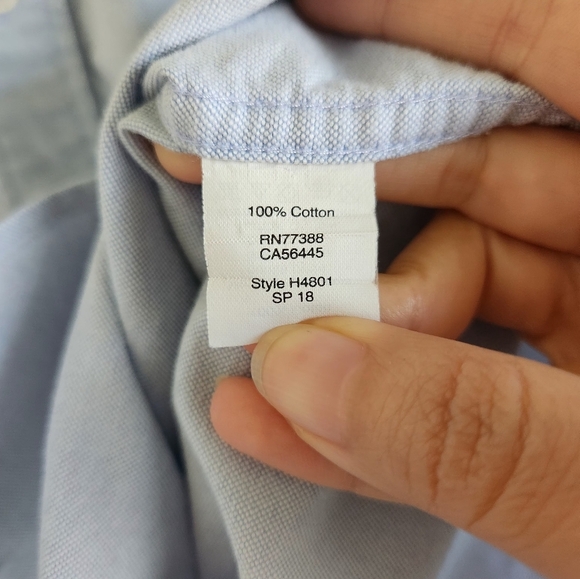 100% Cotton
RN77388
CA56445
Style H4801
SP 18